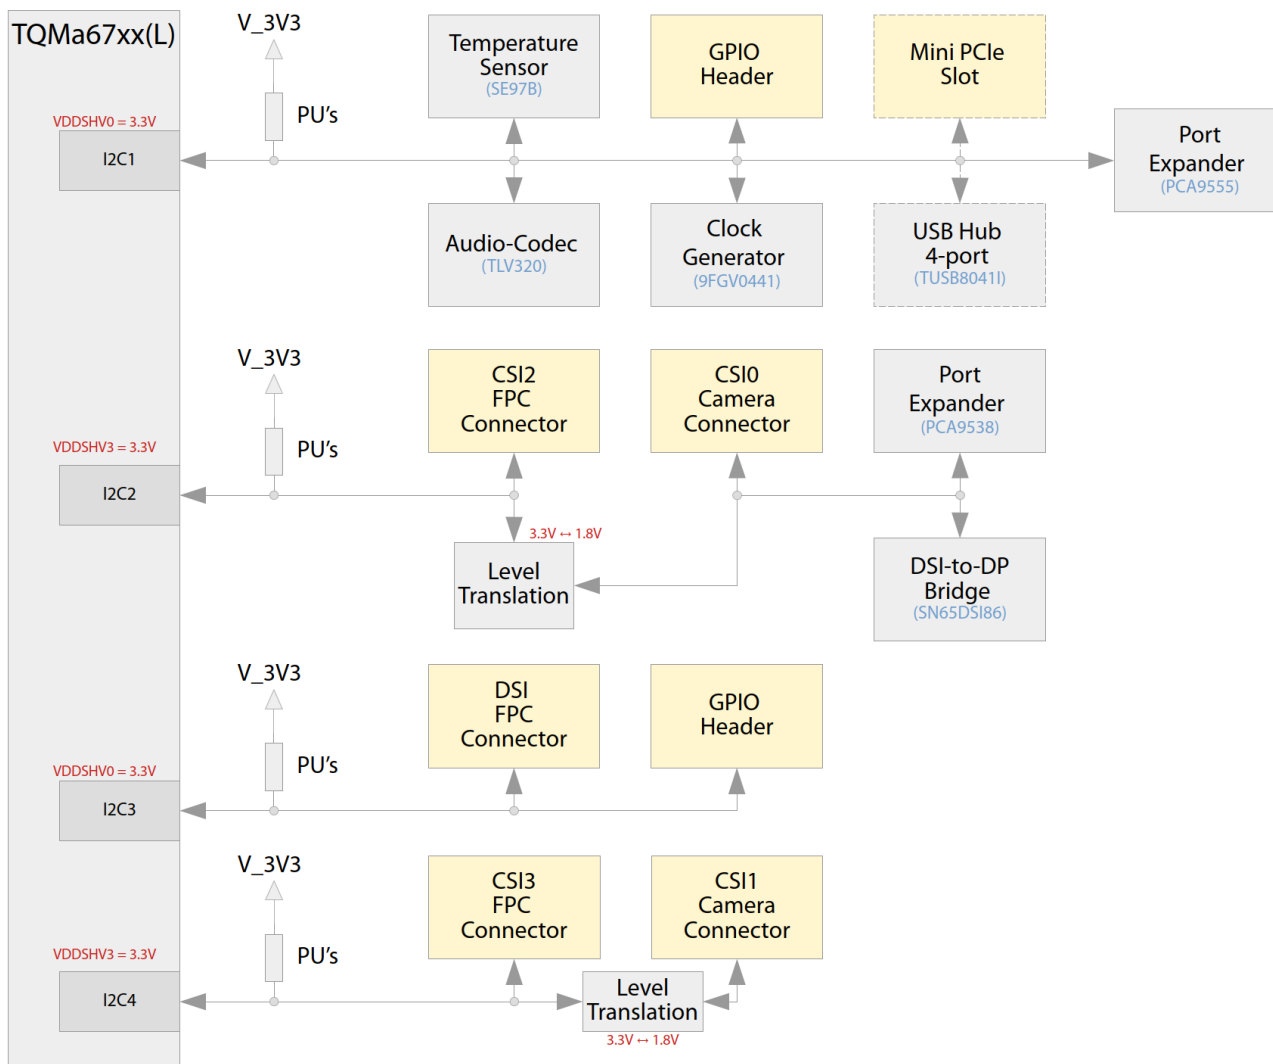 TQMa67xx(L)
V_3V3
PU's
VDDSHV0 = 3.3V
I2C1
Temperature
Sensor
(SE97B)
GPIO
Header
Mini PCIe
Slot
Port
Expander
(PCA9555)
Audio-Codec
(TLV320)
Clock
Generator
(9FGV0441)
USB Hub
4-port
(TUSB8041I)
V_3V3
PU's
VDDSHV3 = 3.3V
I2C2
CSI2
FPC
Connector
CSI0
Camera
Connector
Port
Expander
(PCA9538)
3.3V ↔ 1.8V
Level
Translation
DSI-to-DP
Bridge
(SN65DSI86)
V_3V3
PU's
VDDSHV0 = 3.3V
I2C3
DSI
FPC
Connector
GPIO
Header
V_3V3
PU's
VDDSHV3 = 3.3V
I2C4
CSI3
FPC
Connector
CSI1
Camera
Connector
Level
Translation
3.3V ↔ 1.8V